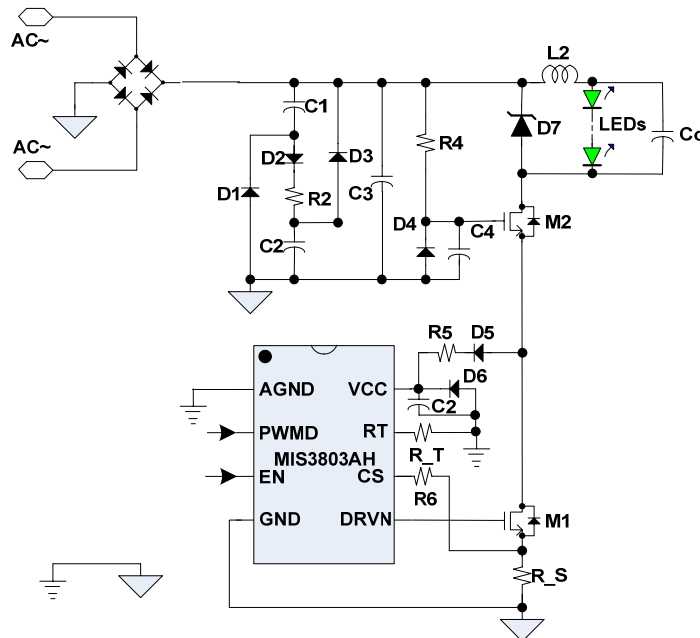 AC~
L2
C1
D7
LEDs
Co
AC~
D2
D3
R4
D1
R2
C3
D4
C2
C4
M2
R5
D5
D6
AGND
VCC
C2
PWMD
RT
MIS3803AH
R_T
EN
CS
R6
GND
DRVN
M1
R_S